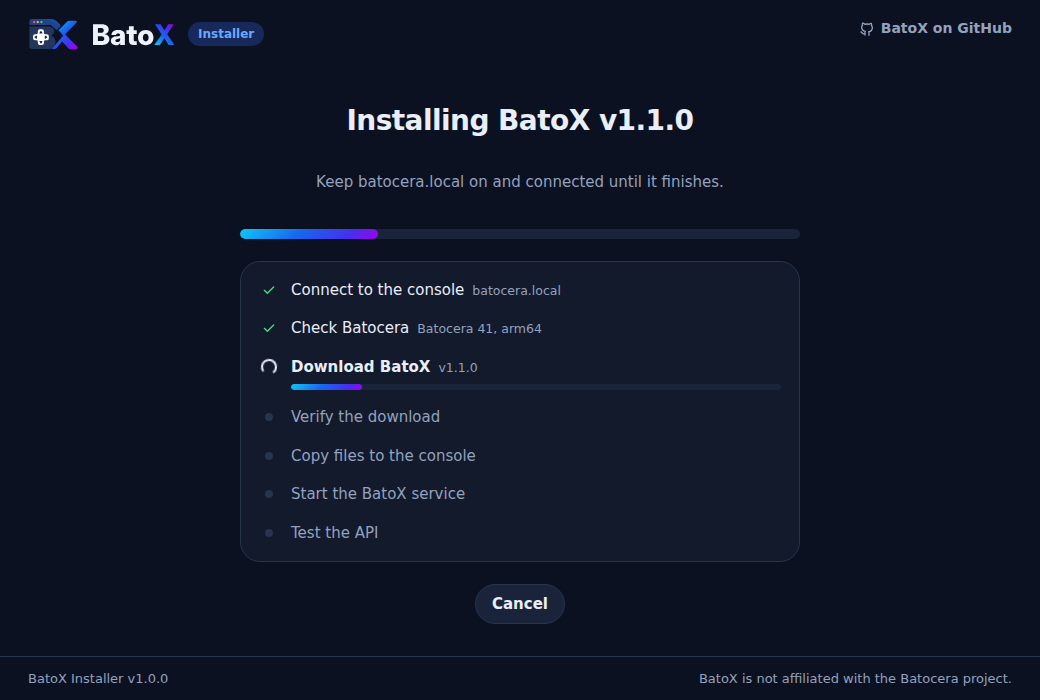 BatoX Installer
BatoX on GitHub
Installing BatoX v1.1.0
Keep batocera.local on and connected until it finishes.
Connect to the console batocera.local
Check Batocera Batocera 41, arm64
Download BatoX v1.1.0
Verify the download
Copy files to the console
Start the BatoX service
Test the API
Cancel
BatoX Installer v1.0.0
BatoX is not affiliated with the Batocera project.